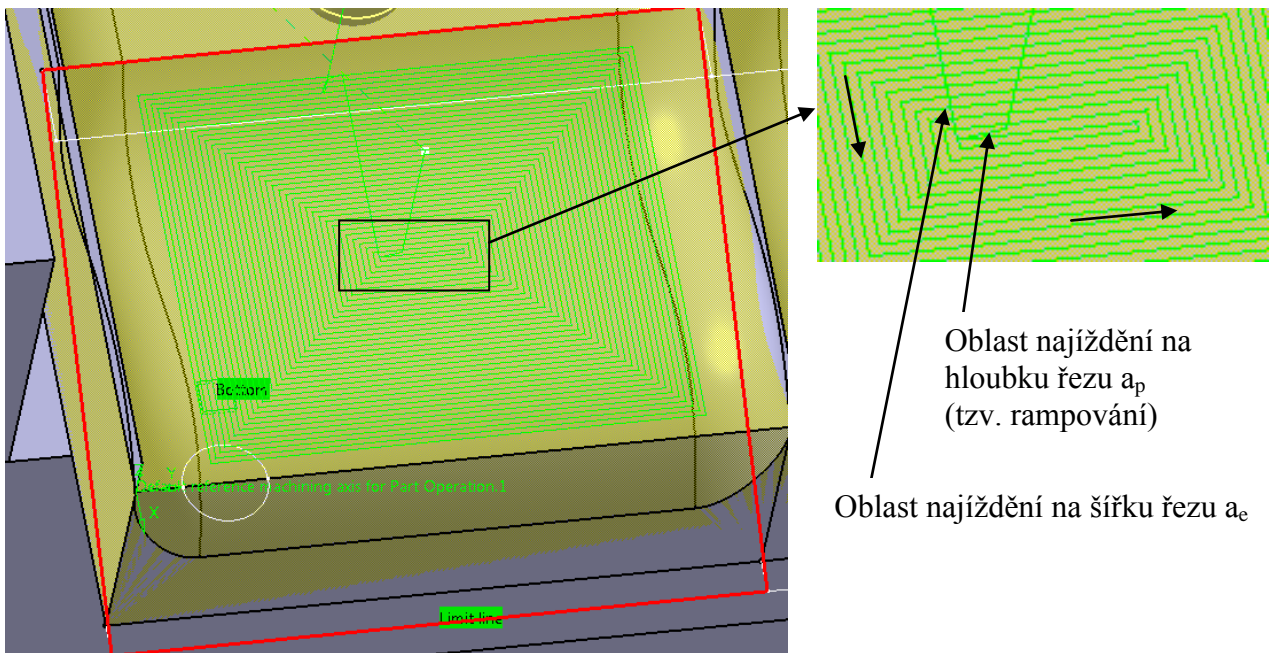 Oblast najíždění na
hloubku řezu aₚ
(tzv. rampování)
Oblast najíždění na šířku řezu aₑ
Bottom
reference machining axis for Part Operation.1
X
Limit line